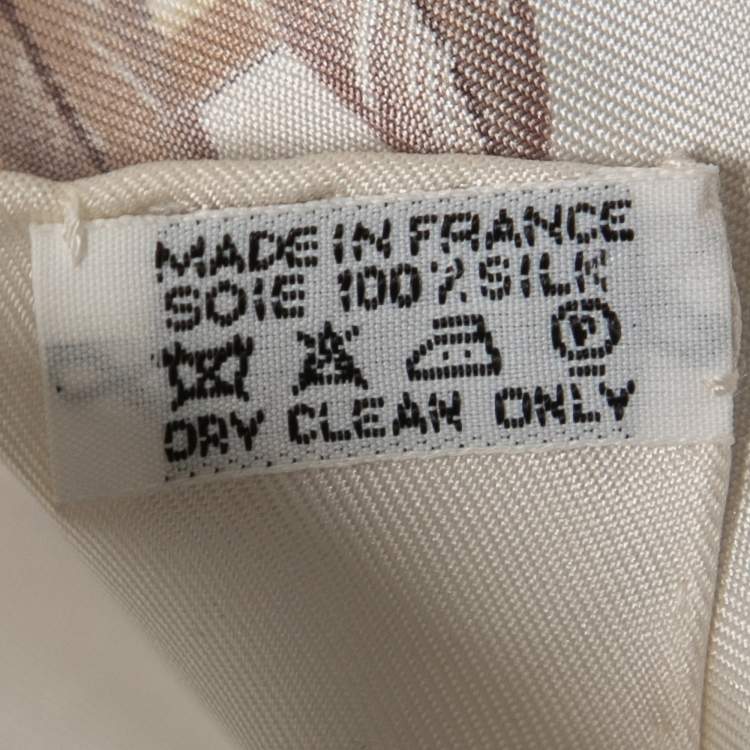 MADE IN FRANCE
SOIE 100% SILK
P
DRY CLEAN ONLY